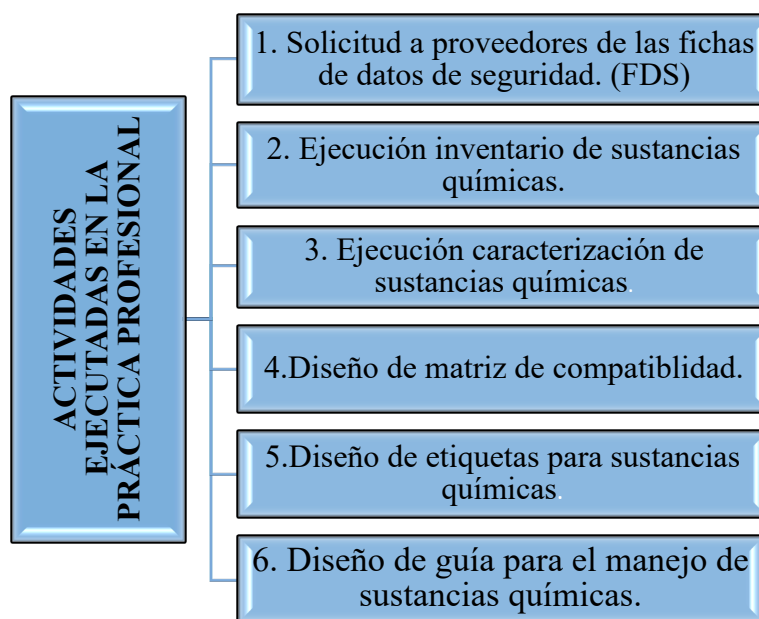 ACTIVIDADES
EJECUTADAS EN LA
PRÁCTICA PROFESIONAL
1. Solicitud a proveedores de las fichas
de datos de seguridad. (FDS)
2. Ejecución inventario de sustancias
químicas.
3. Ejecución caracterización de
sustancias químicas.
4.Diseño de matriz de compatiblidad.
5.Diseño de etiquetas para sustancias
químicas.
6. Diseño de guía para el manejo de
sustancias químicas.